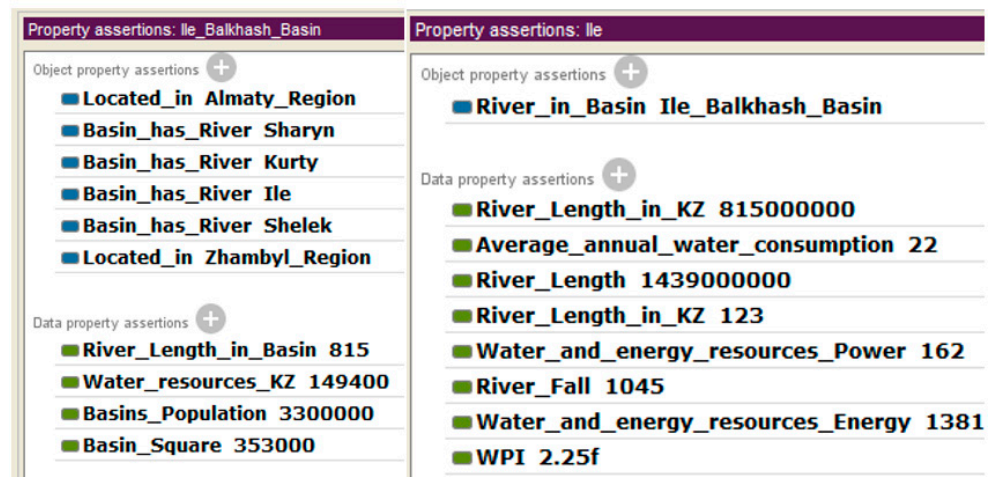 Property assertions: Ile_Balkhash_Basin
Object property assertions
Located_in Almaty_Region
Basin_has_River Sharyn
Basin_has_River Kurty
Basin_has_River Ile
Basin_has_River Shelek
Located_in Zhambyl_Region
Data property assertions
River_Length_in_Basin 815
Water_resources_KZ 149400
Basins_Population 3300000
Basin_Square 353000
Property assertions: Ile
Object property assertions
River_in_Basin Ile_Balkhash_Basin
Data property assertions
River_Length_in_KZ 815000000
Average_annual_water_consumption 22
River_Length 1439000000
River_Length_in_KZ 123
Water_and_energy_resources_Power 162
River_Fall 1045
Water_and_energy_resources_Energy 1381
WPI 2.25f